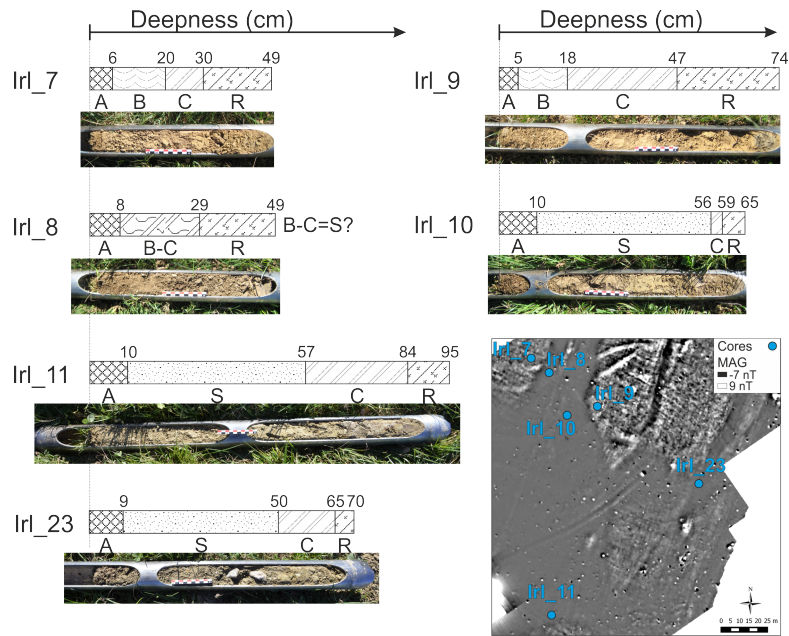 Deepness (cm)
Irl_7
6 20 30 49
A B C R
Irl_8
8 29 49
B-C=S?
A B-C R
Irl_11
10 57 84 95
A S C R
Irl_23
9 50 65 70
A S C R
Deepness (cm)
Irl_9
5 18 47 74
A B C R
Irl_10
10 56 59 65
A S C R
Cores
MAG
-7 nT
9 nT
Irl_7
Irl_8
Irl_9
Irl_10
Irl_23
Irl_11
N
0 5 10 15 20 25 m